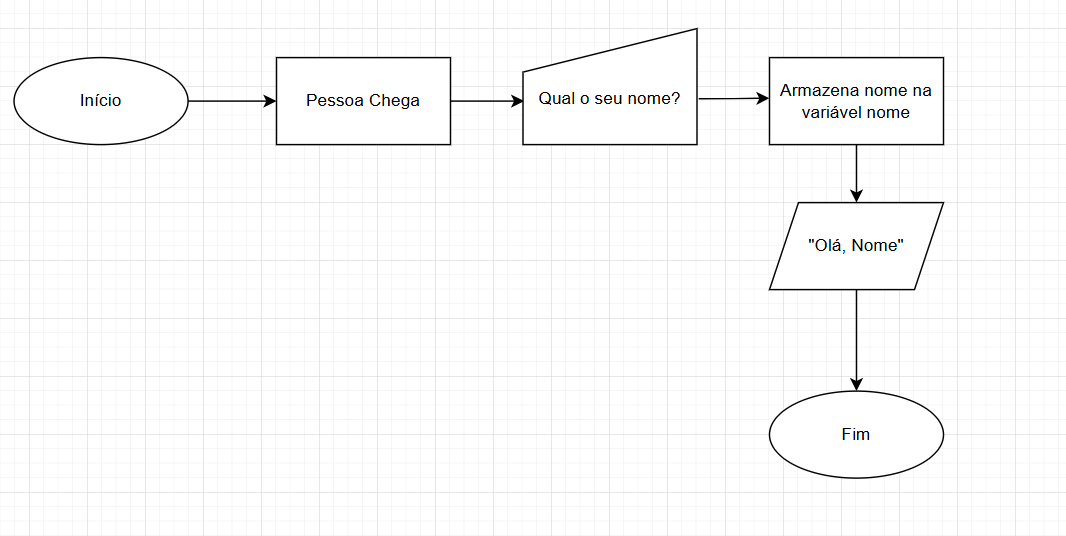 Início
Pessoa Chega
Qual o seu nome?
Armazena nome na
variável nome
"Olá, Nome"
Fim